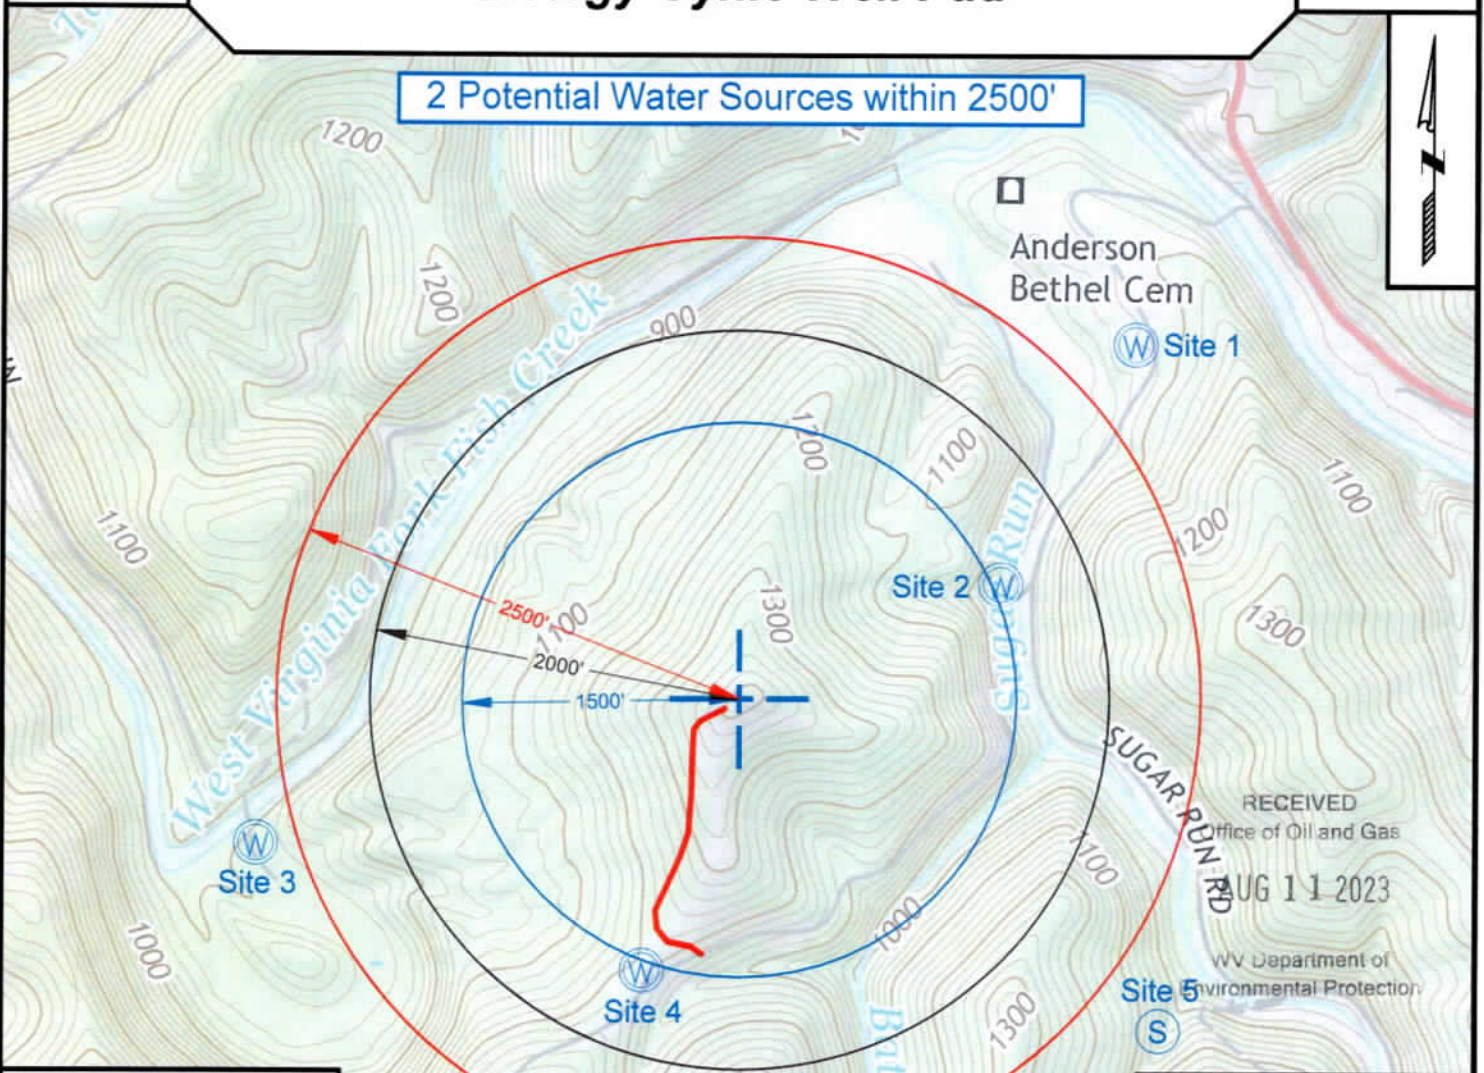 2 Potential Water Sources within 2500'
1200
Anderson
Bethel Cem
1200
900
Site 1
West Virginia Fork Fish Creek
1200
1100
1100
1100
1200
Run
Site 2
2500'
1100
1300
1300
2000'
1500'
SUGAR RUN RD
RECEIVED
Office of Oil and Gas
1100
Site 3
AUG 11 2023
1000
1000
WV Department of
Environmental Protection
Site 4
1300
Site 5
S
W
W
W
W
N